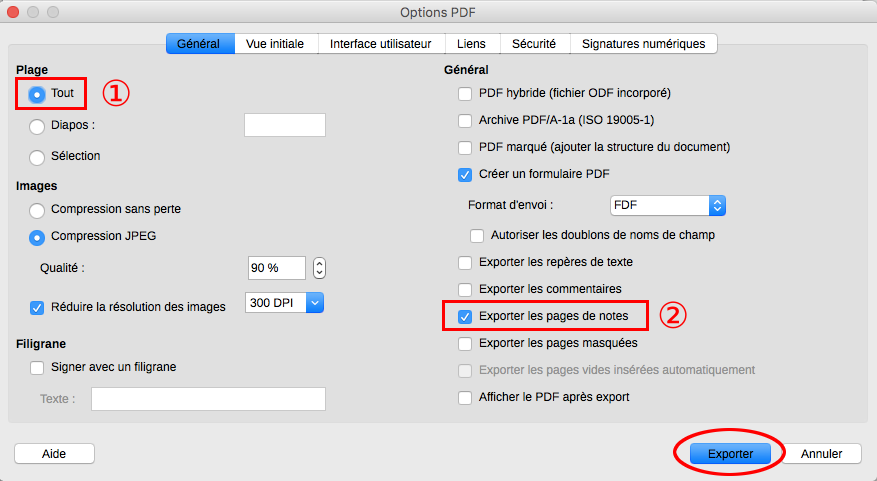 Options PDF
Général Vue initiale Interface utilisateur Liens Sécurité Signatures numériques
Plage
Tout ①
Diapos :
Sélection
Images
Compression sans perte
Compression JPEG
Qualité : 90 %
Réduire la résolution des images 300 DPI
Filigrane
Signer avec un filigrane
Texte :
Général
PDF hybride (fichier ODF incorporé)
Archive PDF/A-1a (ISO 19005-1)
PDF marqué (ajouter la structure du document)
Créer un formulaire PDF
Format d'envoi : FDF
Autoriser les doublons de noms de champ
Exporter les repères de texte
Exporter les commentaires
Exporter les pages de notes ②
Exporter les pages masquées
Exporter les pages vides insérées automatiquement
Afficher le PDF après export
Aide Exporter Annuler